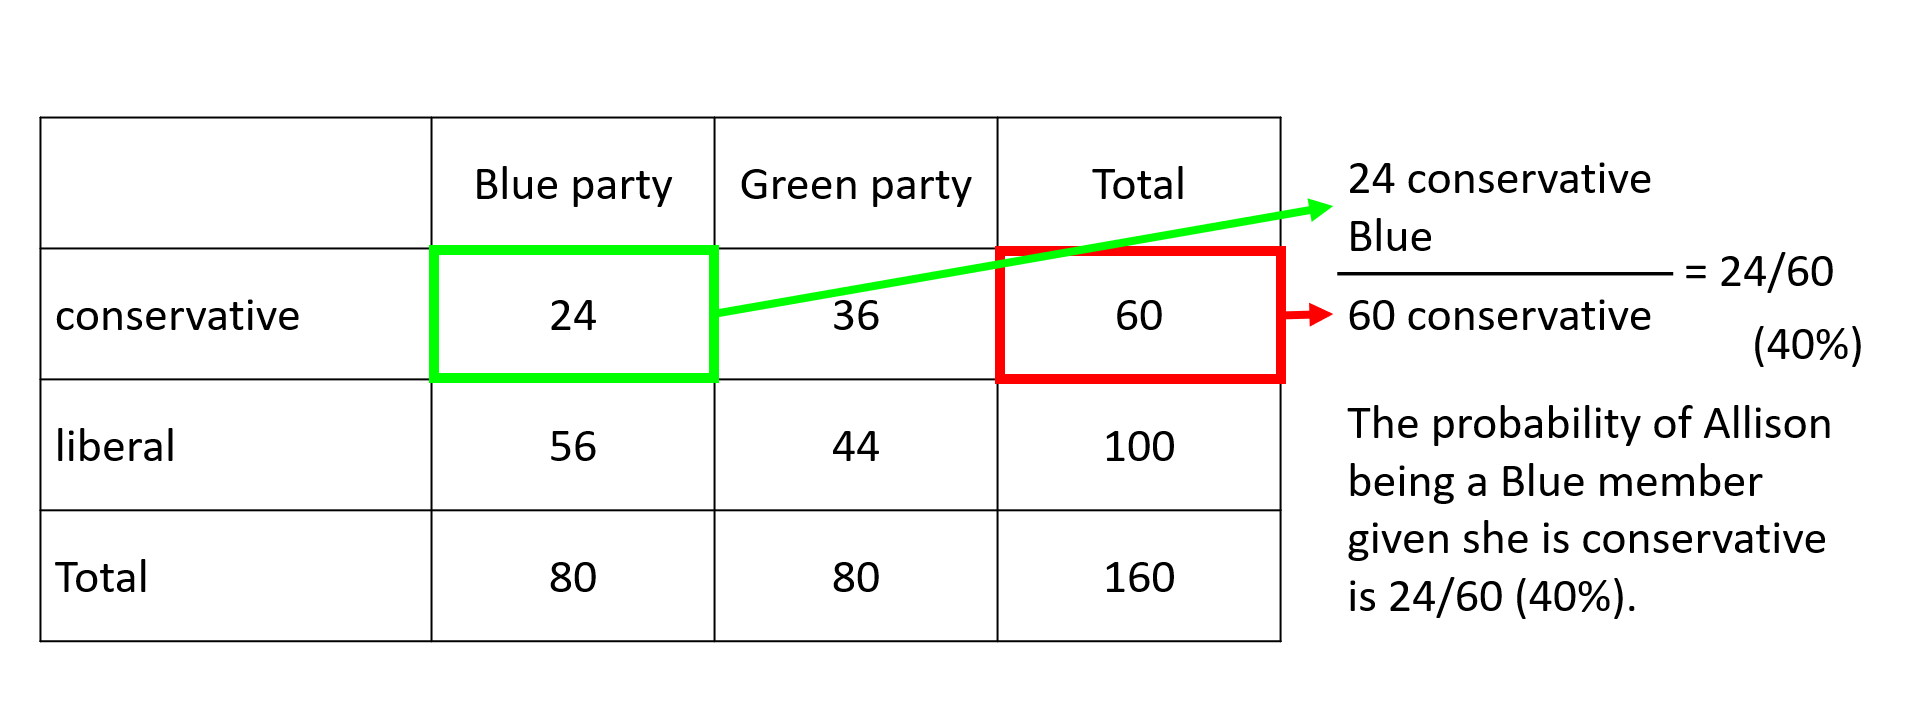 Blue party Green party Total
conservative 24 36 60
liberal 56 44 100
Total 80 80 160
24 conservative
Blue
60 conservative
= 24/60
(40%)
The probability of Allison
being a Blue member
given she is conservative
is 24/60 (40%).